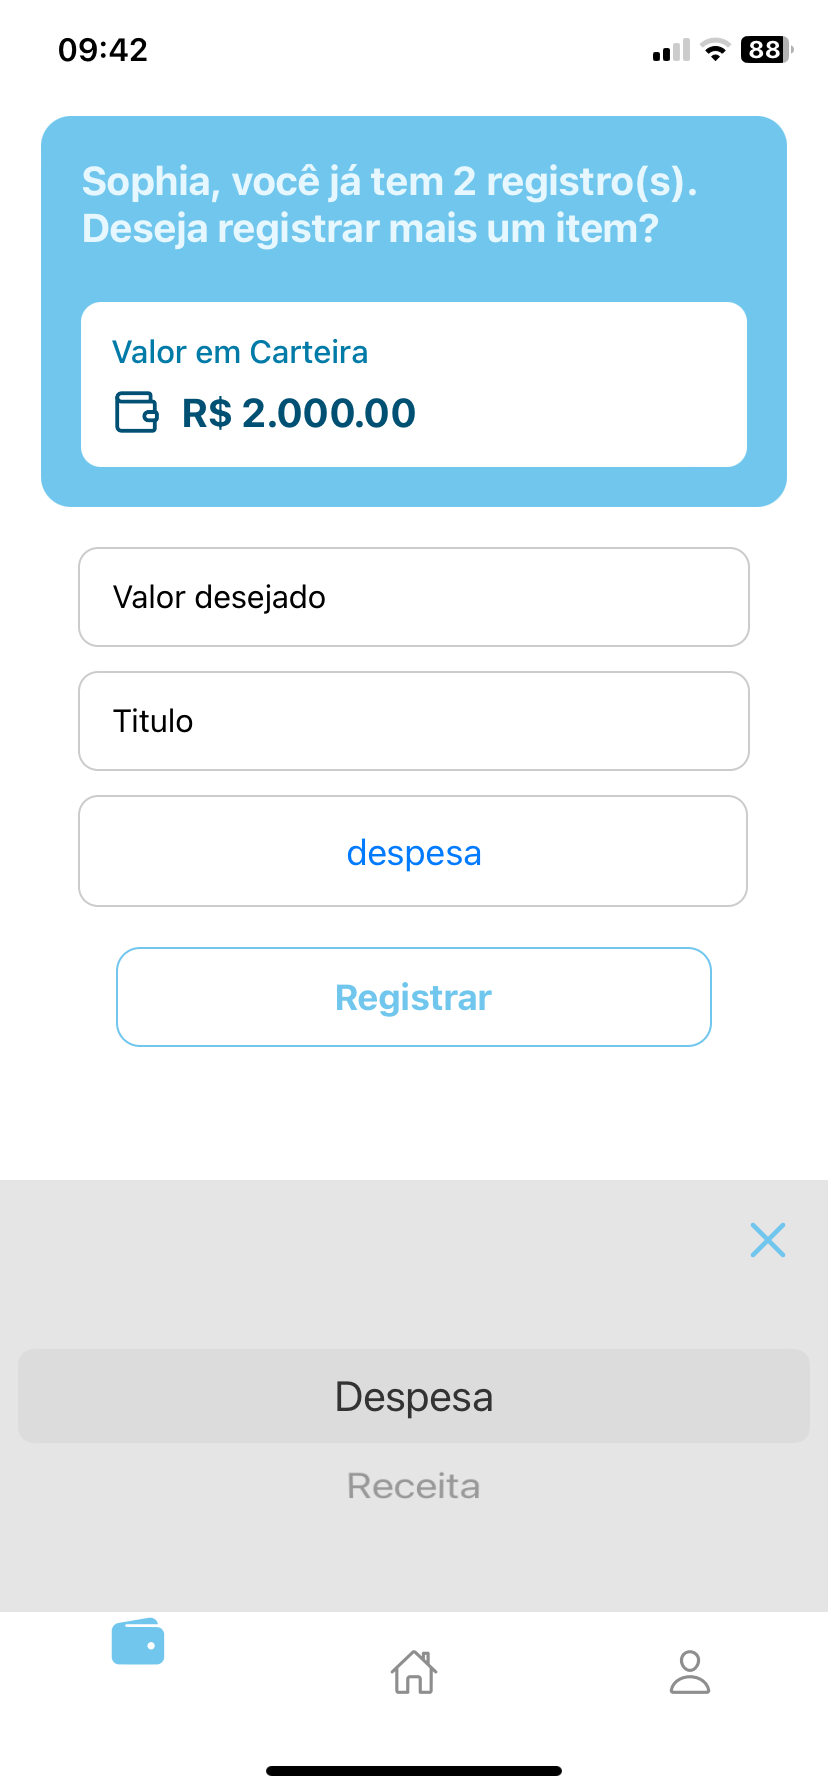 09:42
88
Sophia, você já tem 2 registro(s).
Deseja registrar mais um item?
Valor em Carteira
R$ 2.000.00
Valor desejado
Titulo
despesa
Registrar
Despesa
Receita